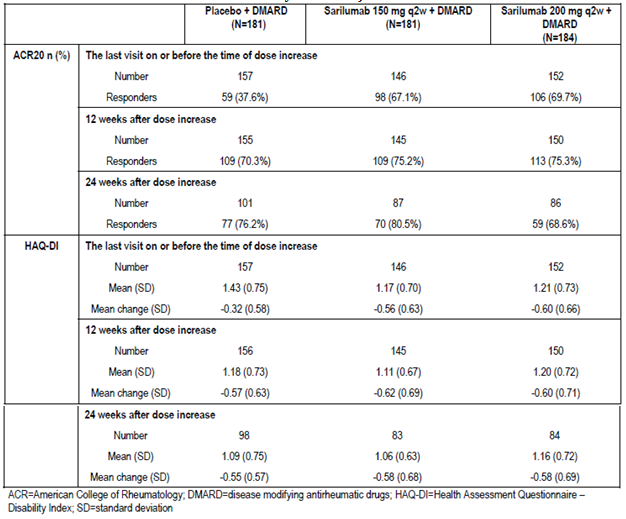 Placebo + DMARD (N=181) Sarilumab 150 mg q2w + DMARD (N=181) Sarilumab 200 mg q2w + DMARD (N=184)
ACR20 n (%) The last visit on or before the time of dose increase
Number 157 146 152
Responders 59 (37.6%) 98 (67.1%) 106 (69.7%)
12 weeks after dose increase
Number 155 145 150
Responders 109 (70.3%) 109 (75.2%) 113 (75.3%)
24 weeks after dose increase
Number 101 87 86
Responders 77 (76.2%) 70 (80.5%) 59 (68.6%)
HAQ-DI The last visit on or before the time of dose increase
Number 157 146 152
Mean (SD) 1.43 (0.75) 1.17 (0.70) 1.21 (0.73)
Mean change (SD) -0.32 (0.58) -0.56 (0.63) -0.60 (0.66)
12 weeks after dose increase
Number 156 145 150
Mean (SD) 1.18 (0.73) 1.11 (0.67) 1.20 (0.72)
Mean change (SD) -0.57 (0.63) -0.62 (0.69) -0.60 (0.71)
24 weeks after dose increase
Number 98 83 84
Mean (SD) 1.09 (0.75) 1.06 (0.63) 1.16 (0.72)
Mean change (SD) -0.55 (0.57) -0.58 (0.68) -0.58 (0.69)
ACR=American College of Rheumatology; DMARD=disease modifying antirheumatic drugs; HAQ-DI=Health Assessment Questionnaire –
Disability Index; SD=standard deviation